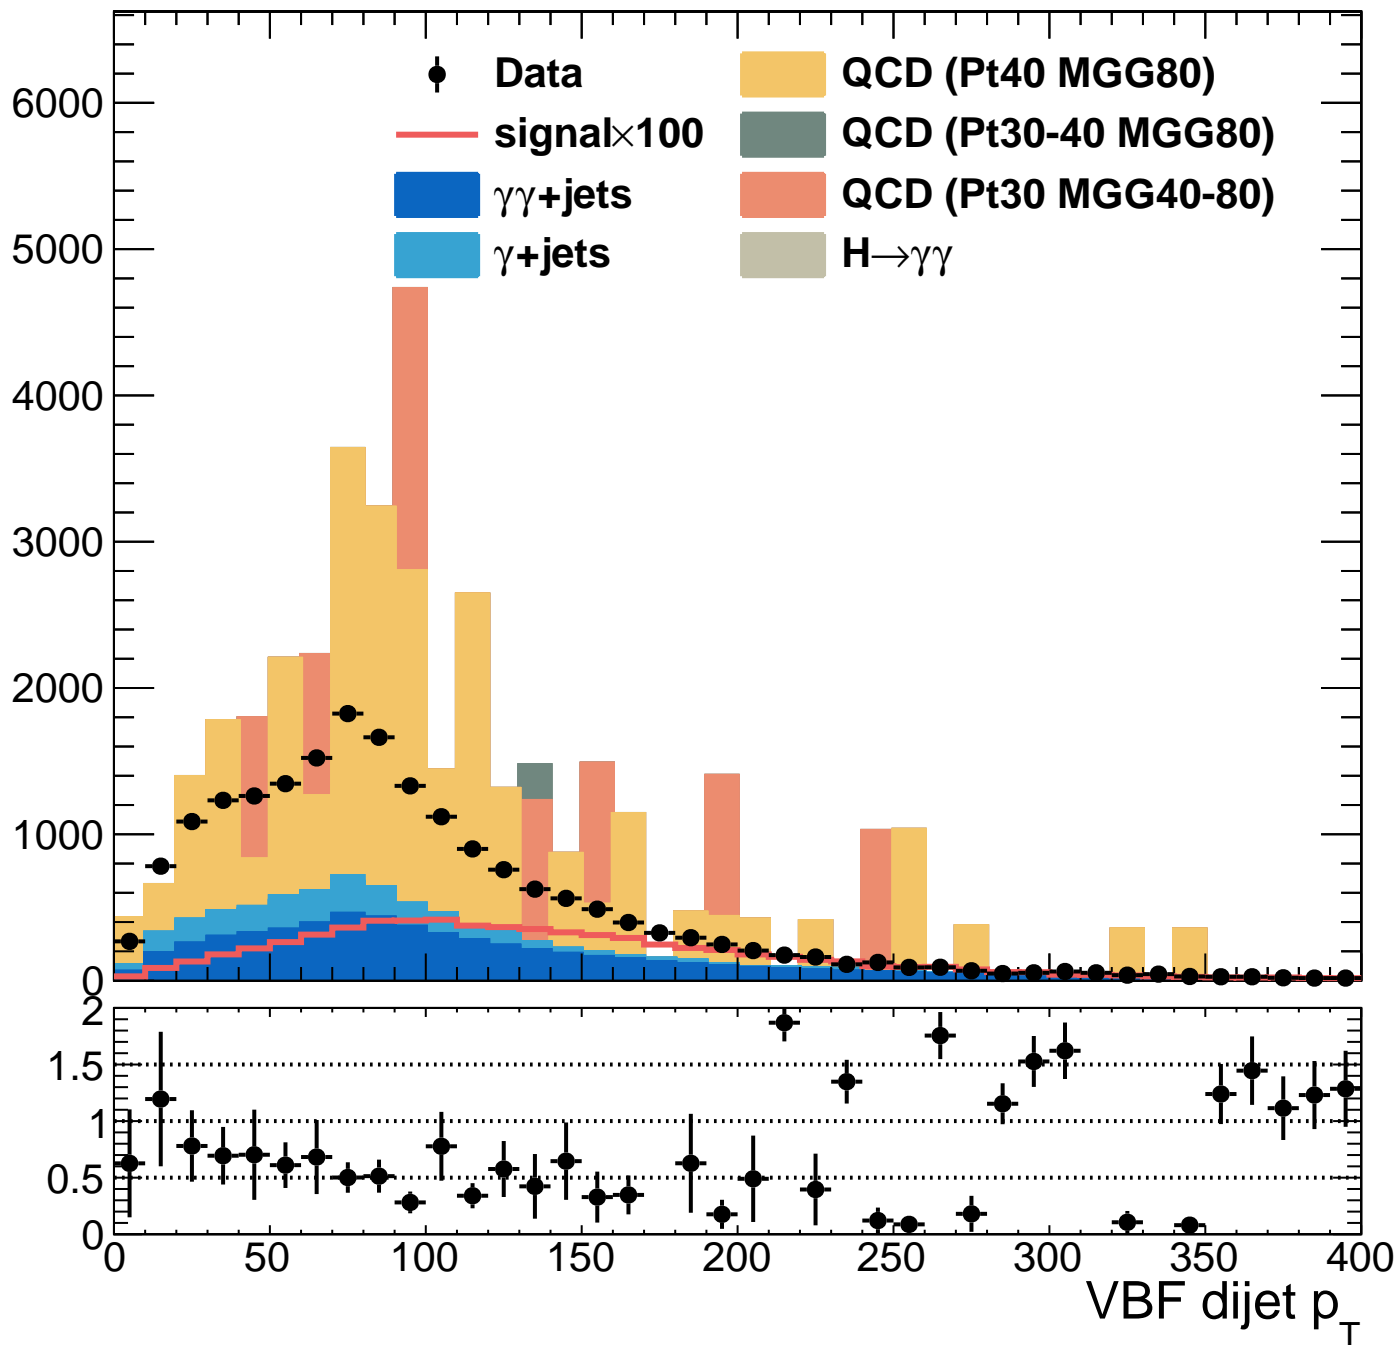 Data
signal×100
γγ+jets
γ+jets
QCD (Pt40 MGG80)
QCD (Pt30-40 MGG80)
QCD (Pt30 MGG40-80)
H→γγ
6000
5000
4000
3000
2000
1000
0
2
1.5
1
0.5
0
0 50 100 150 200 250 300 350 400
VBF dijet p_T